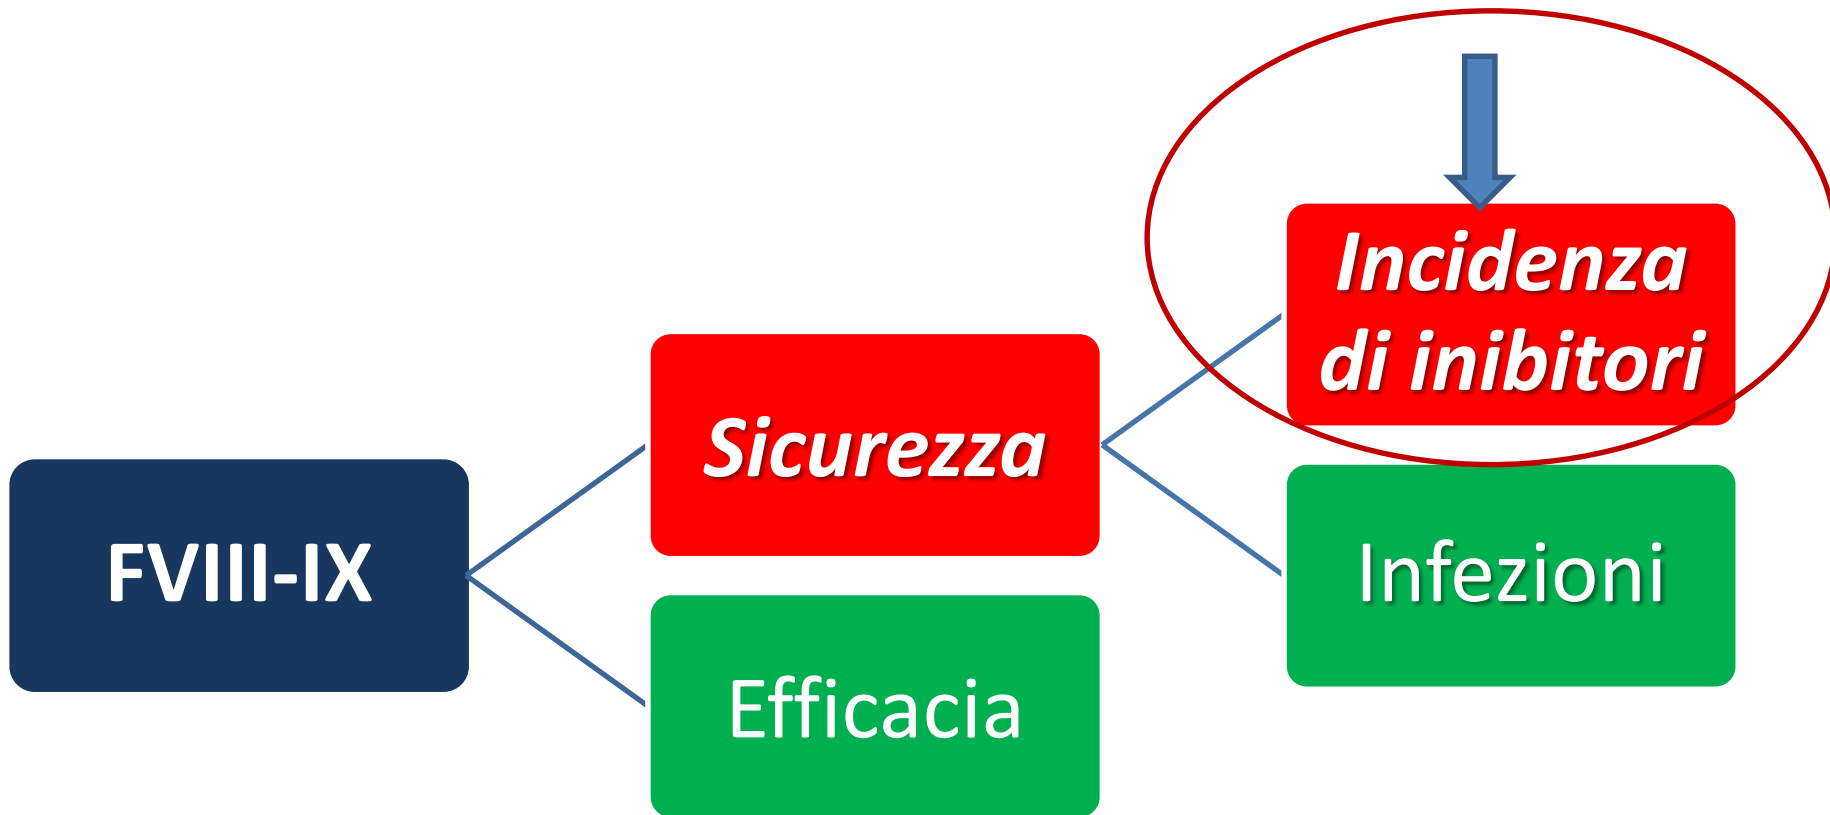 FVIII-IX
Sicurezza
Efficacia
Incidenza
di inibitori
Infezioni